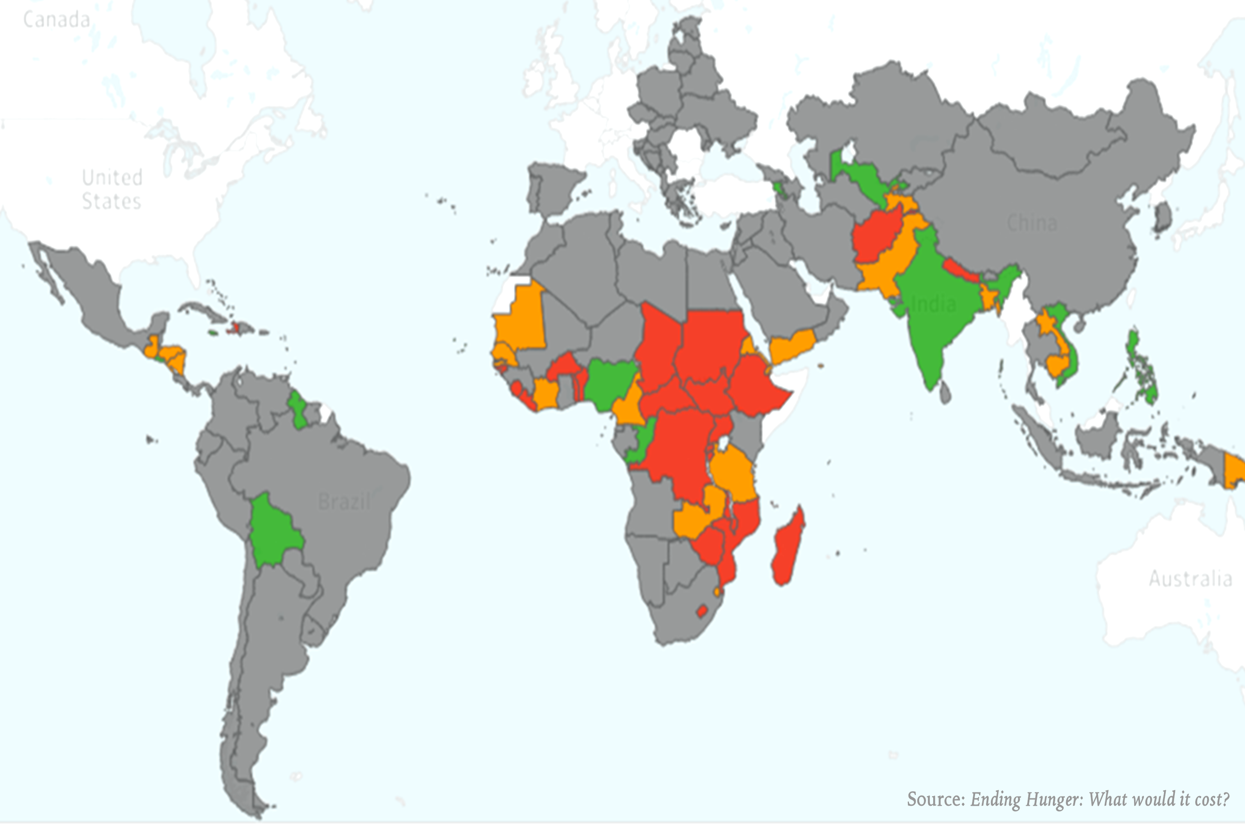 Canada
United
States
China
India
Brazil
Australia
Source: Ending Hunger: What would it cost?